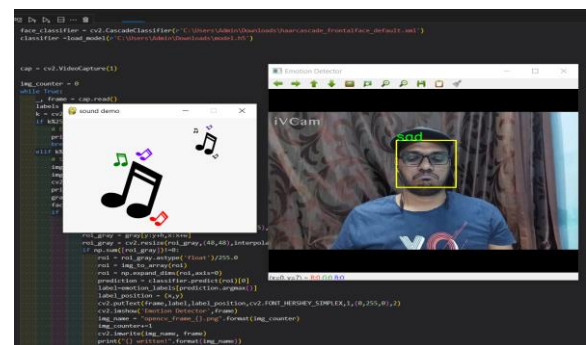 face_classifier = cv2.CascadeClassifier(r'C:\Users\Admin\Downloads\haarcascade_frontalface_default.xml')
classifier =load_model(r'C:\Users\Admin\Downloads\model.h5')
cap = cv2.VideoCapture(1)
img_counter = 0
while True:
_, frame = cap.read()
labels
sound demo
Emotion Detector
iVCam
sad
roi_gray = gray[y:y+h,x:x+w]
roi_gray = cv2.resize(roi_gray,(48,48),interpola
if np.sum([roi_gray])!=0:
roi = roi_gray.astype('float')/255.0
roi = img_to_array(roi)
roi = np.expand_dims(roi,axis=0)
prediction = classifier.predict(roi)[0]
label=emotion_labels[prediction.argmax()]
label_position = (x,y)
cv2.putText(frame,label,label_position,cv2.FONT_HERSHEY_SIMPLEX,1,(0,255,0),2)
cv2.imshow('Emotion Detector',frame)
img_name = "opencv_frame_{}.png".format(img_counter)
img_counter+=1
cv2.imwrite(img_name, frame)
print("{} written!".format(img_name))